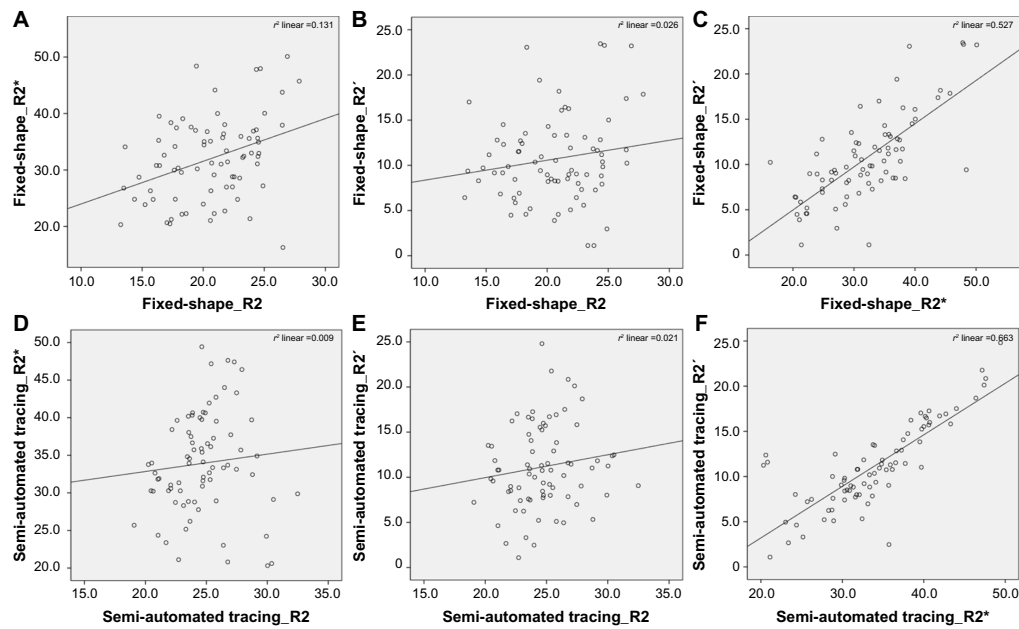 A
r² linear =0.131
Fixed-shape_R2*
50.0
40.0
30.0
20.0
10.0 15.0 20.0 25.0 30.0
Fixed-shape_R2
B
r² linear =0.026
Fixed-shape_R2´
25.0
20.0
15.0
10.0
5.0
0
10.0 15.0 20.0 25.0 30.0
Fixed-shape_R2
C
r² linear =0.527
Fixed-shape_R2´
25.0
20.0
15.0
10.0
5.0
0
20.0 30.0 40.0 50.0
Fixed-shape_R2*
D
r² linear =0.009
Semi-automated tracing_R2*
50.0
45.0
40.0
35.0
30.0
25.0
20.0
15.0 20.0 25.0 30.0 35.0
Semi-automated tracing_R2
E
r² linear =0.021
Semi-automated tracing_R2´
25.0
20.0
15.0
10.0
5.0
0
15.0 20.0 25.0 30.0 35.0
Semi-automated tracing_R2
F
r² linear =0.663
Semi-automated tracing_R2´
25.0
20.0
15.0
10.0
5.0
0
20.0 30.0 40.0 50.0
Semi-automated tracing_R2*